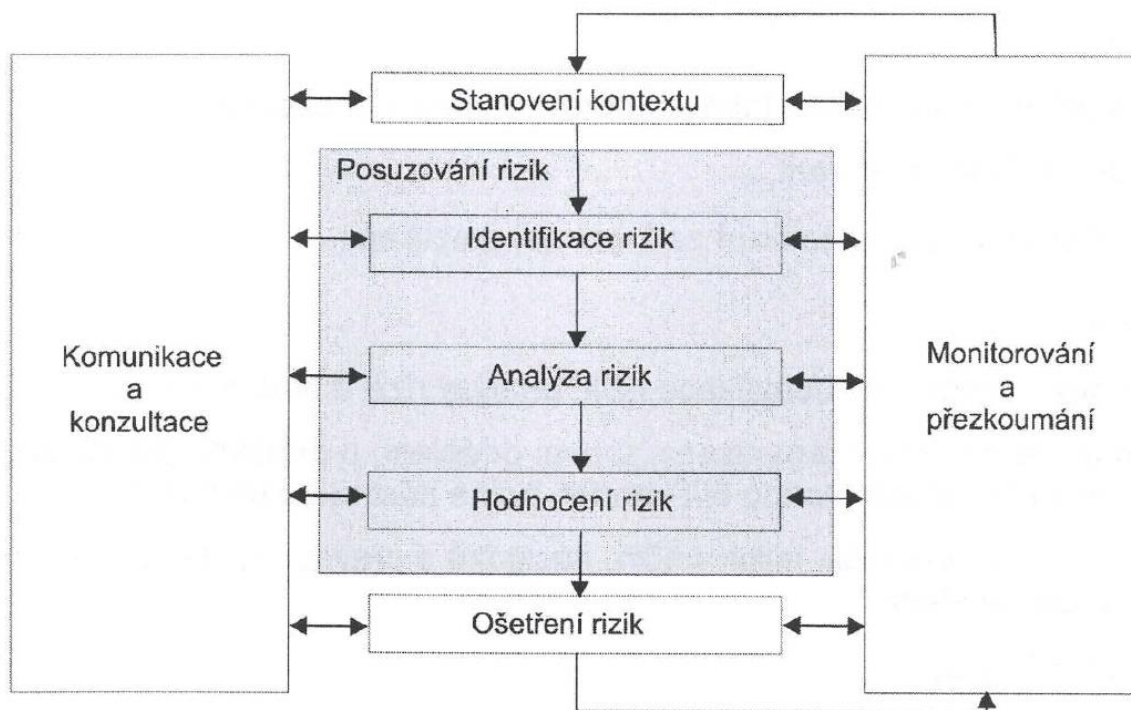 Stanovení kontextu
Posuzování rizik
Identifikace rizik
Analýza rizik
Hodnocení rizik
Ošetření rizik
Komunikace
a
konzultace
Monitorování
a
přezkoumání